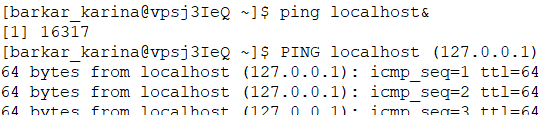 [barkar_karina@vpsj3IeQ ~]$ ping localhost&
[1] 16317
[barkar_karina@vpsj3IeQ ~]$ PING localhost (127.0.0.1)
64 bytes from localhost (127.0.0.1): icmp_seq=1 ttl=64
64 bytes from localhost (127.0.0.1): icmp_seq=2 ttl=64
64 bytes from localhost (127.0.0.1): icmp_seq=3 ttl=64